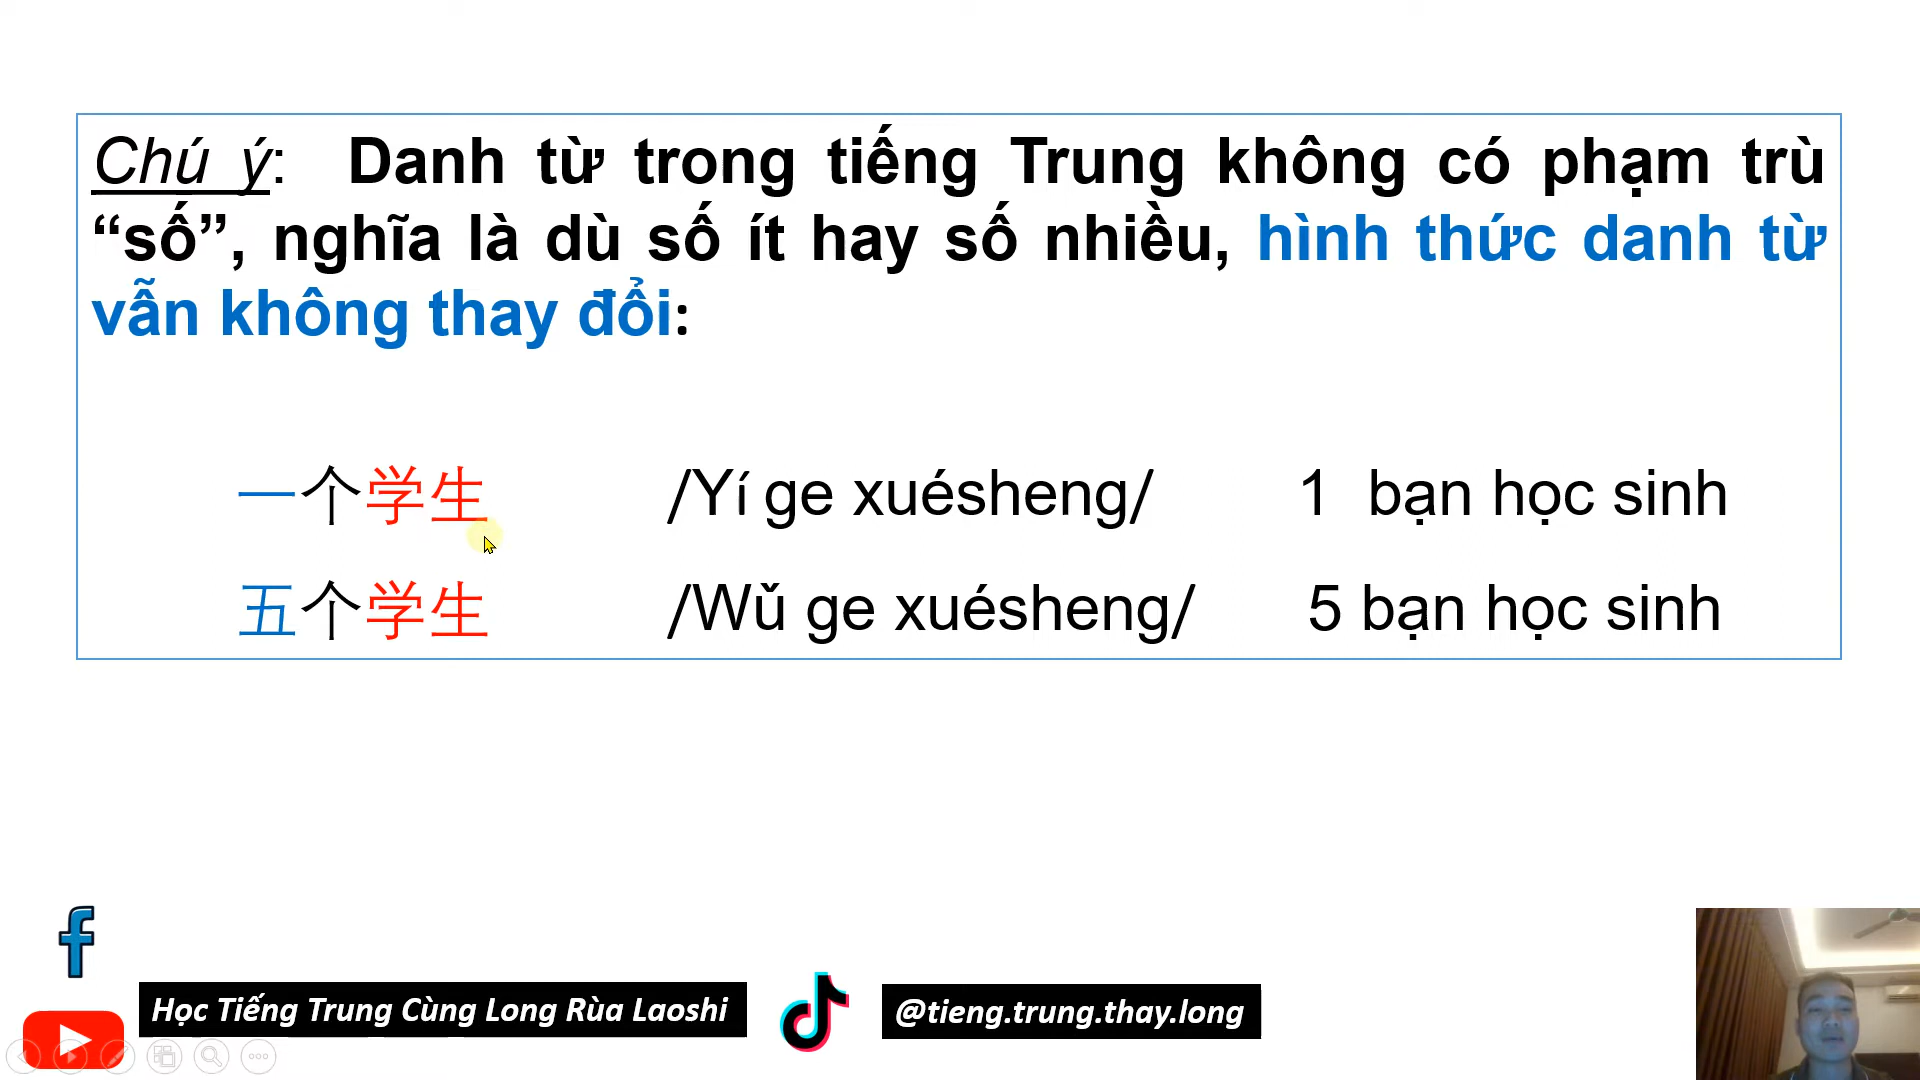 Chú ý: Danh từ trong tiếng Trung không có phạm trù
“số”, nghĩa là dù số ít hay số nhiều, hình thức danh từ
vẫn không thay đổi:
一个学生 /Yí ge xuésheng/ 1 bạn học sinh
五个学生 /Wǔ ge xuésheng/ 5 bạn học sinh
Học Tiếng Trung Cùng Long Rùa Laoshi
@tieng.trung.thay.long